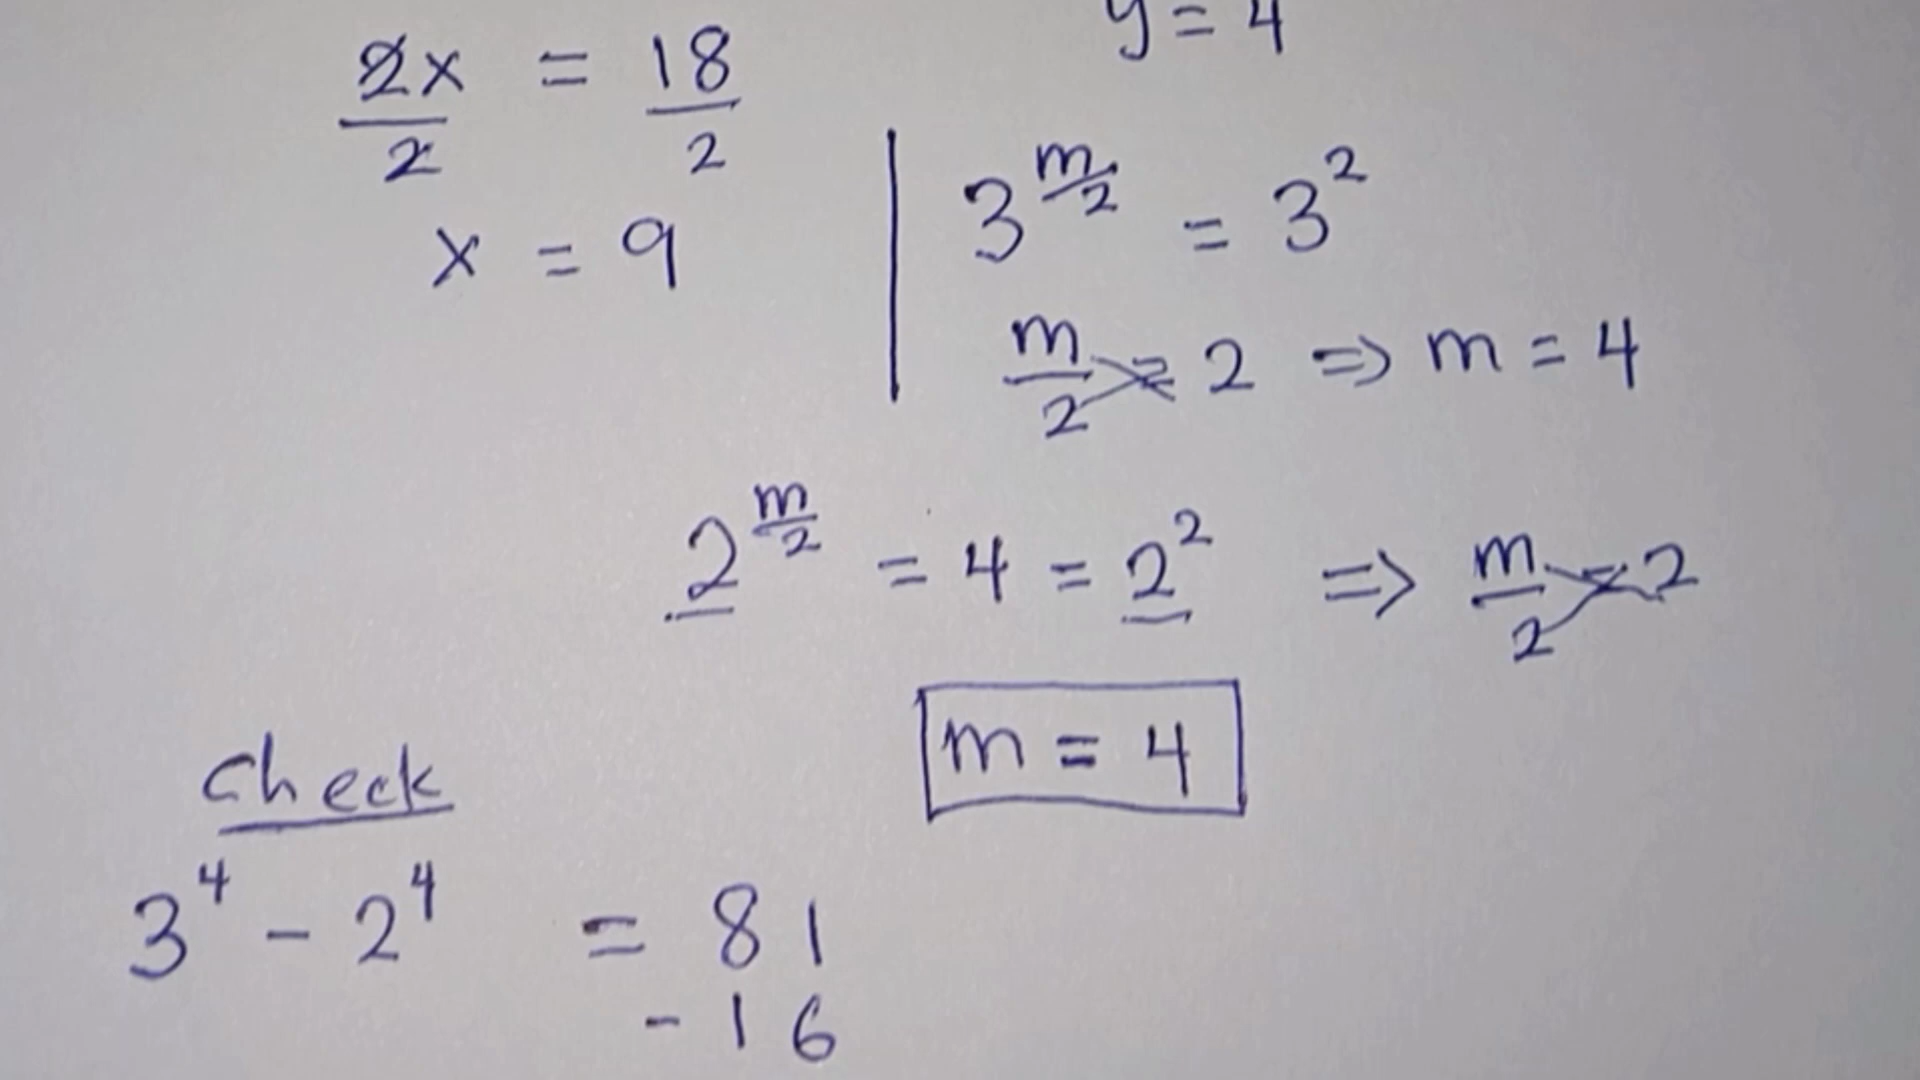 y = 4
2x/2 = 18/2
x = 9
3^(m/2) = 3^2
m/2 = 2 ⇒ m = 4
2^(m/2) = 4 = 2^2 ⇒ m/2 = 2
m = 4
Check
3^4 - 2^4 = 81
- 16